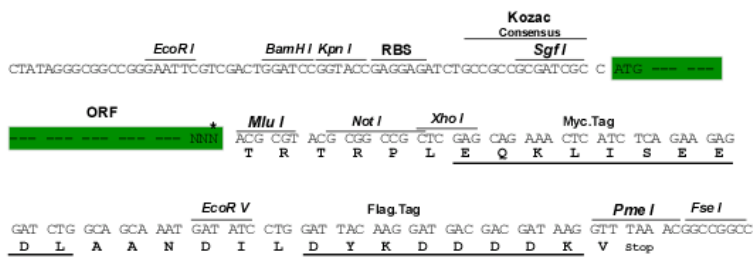 Kozac
Consensus
EcoR I BamH I Kpn I RBS Sgf I
CTATAGGGCGGCCGGGAATTCGTCGACTGGATCCGGTACCGAGGAGATCTGCCGCCGCGATCGC C ATG --- ---
ORF
* Mlu I Not I Xho I Myc.Tag
--- --- --- --- --- --- NNN ACG CGT ACG CGG CCG CTC GAG CAG AAA CTC ATC TCA GAA GAG
T R T R P L E Q K L I S E E
EcoR V Flag.Tag Pme I Fse I
GAT CTG GCA GCA AAT GAT ATC CTG GAT TAC AAG GAT GAC GAC GAT AAG GTT TAA ACGGCCGGCC
D L A A N D I L D Y K D D D D K V Stop